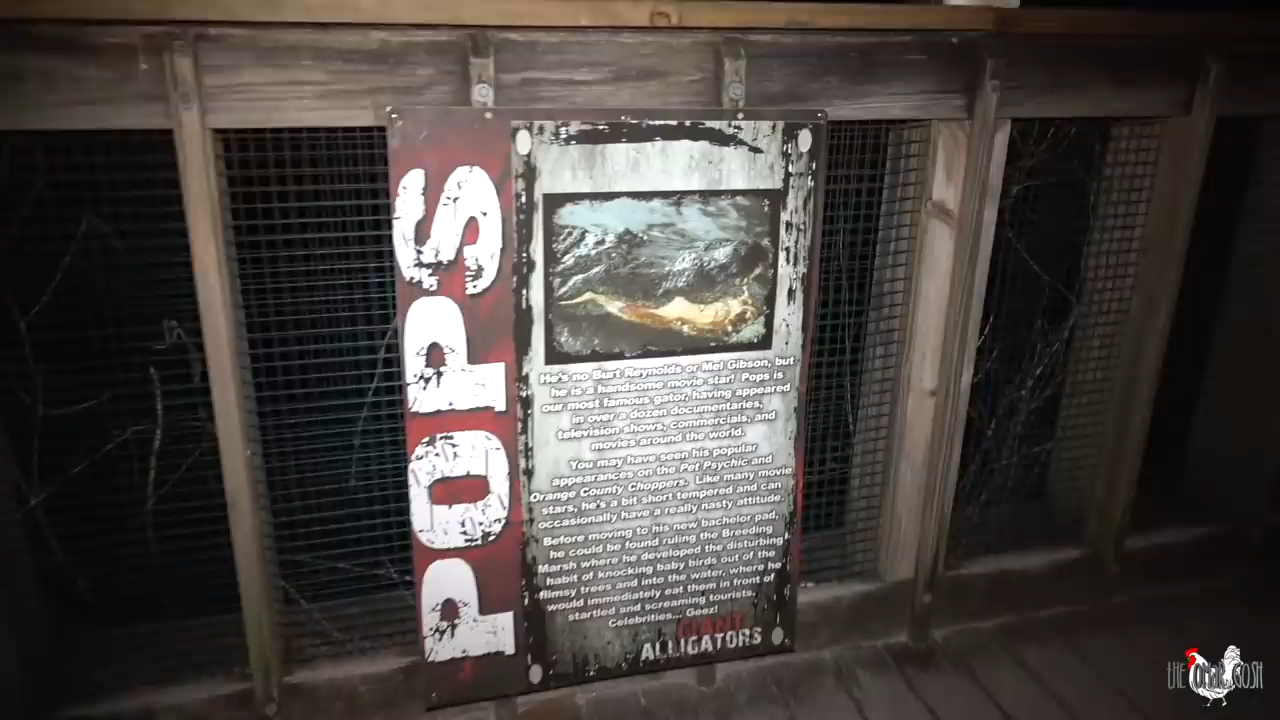 POPS
He's no Burt Reynolds or Mel Gibson, but
he is a handsome movie star! Pops is
our most famous gator, having appeared
in over a dozen documentaries,
television shows, commercials, and
movies around the world.
You may have seen his popular
appearances on the Pet Psychic and
Orange County Choppers. Like many movie
stars, he's a bit short tempered and can
occasionally have a really nasty attitude.
Before moving to his new bachelor pad,
he could be found ruling the Breeding
Marsh where he developed the disturbing
habit of knocking baby birds out of the
flimsy trees and into the water, where he
would immediately eat them in front of
startled and screaming tourists.
Celebrities... Geez!
GIANT
ALLIGATORS
THE OMAR GOSH